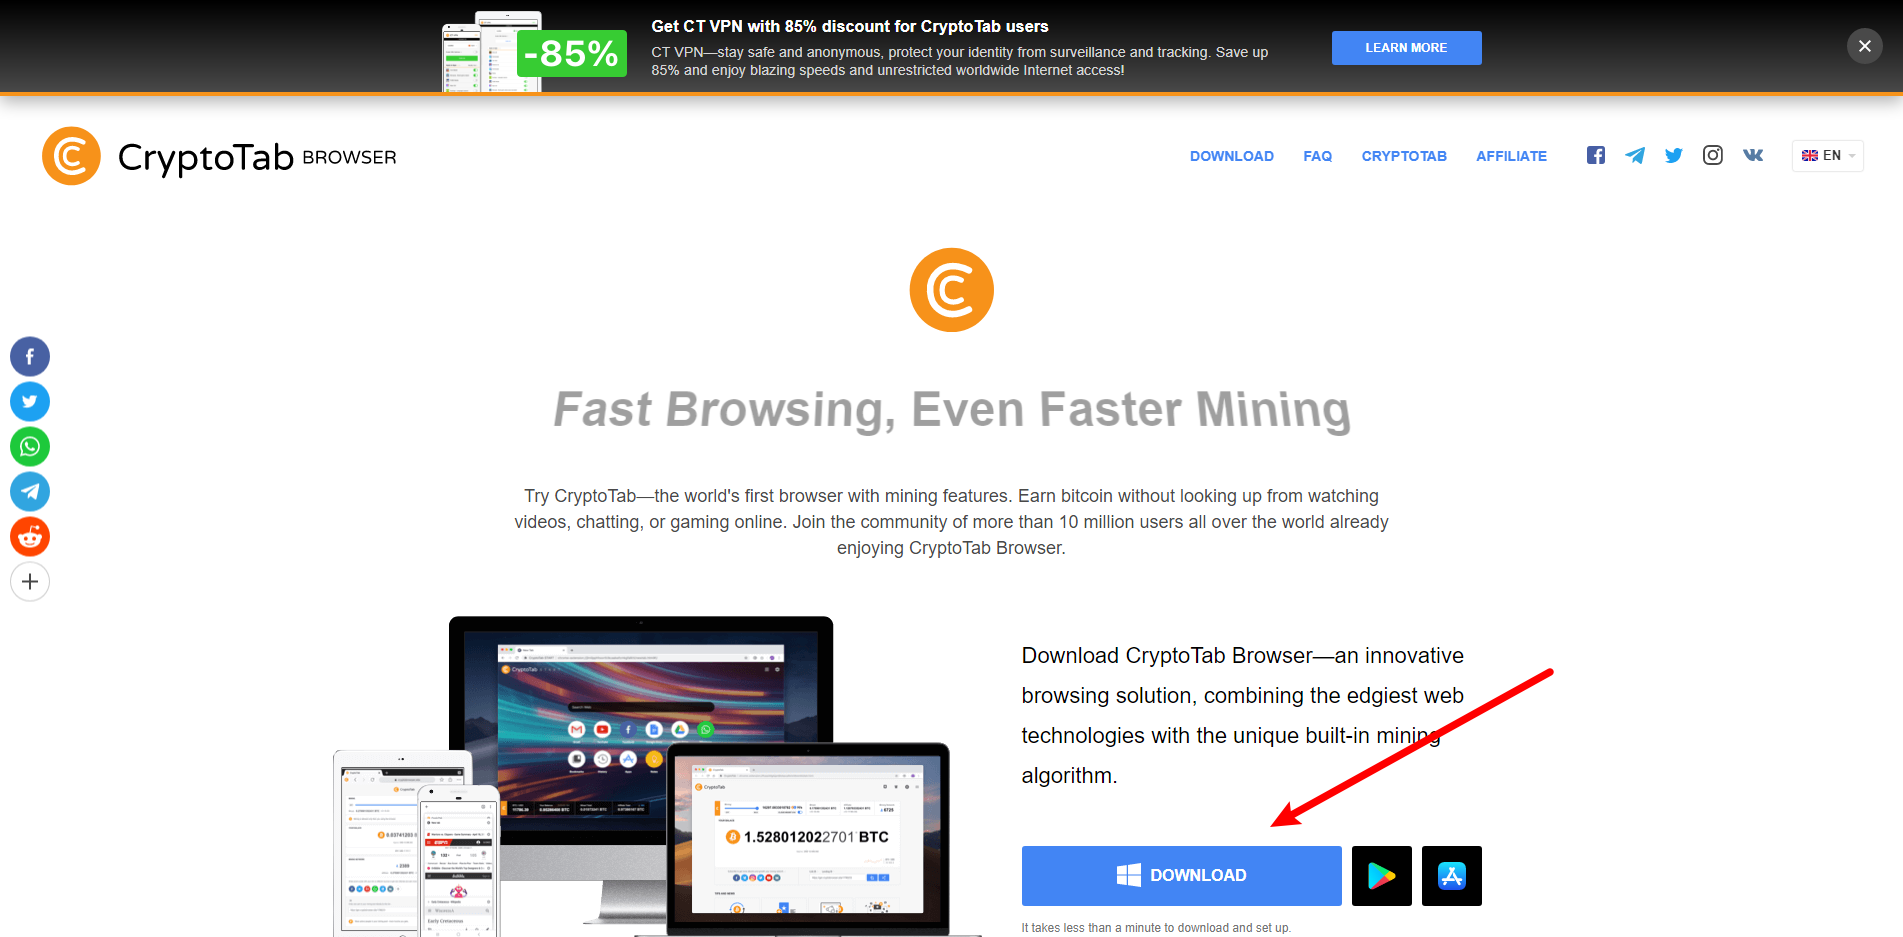 Get CT VPN with 85% discount for CryptoTab users
-85%
CT VPN—stay safe and anonymous, protect your identity from surveillance and tracking. Save up
85% and enjoy blazing speeds and unrestricted worldwide Internet access!
LEARN MORE
CryptoTab BROWSER
DOWNLOAD FAQ CRYPTOTAB AFFILIATE
EN
Fast Browsing, Even Faster Mining
Try CryptoTab—the world's first browser with mining features. Earn bitcoin without looking up from watching
videos, chatting, or gaming online. Join the community of more than 10 million users all over the world already
enjoying CryptoTab Browser.
CryptoTab
CryptoTab
1.528012022701 BTC
Download CryptoTab Browser—an innovative
browsing solution, combining the edgiest web
technologies with the unique built-in mining
algorithm.
DOWNLOAD
It takes less than a minute to download and set up.